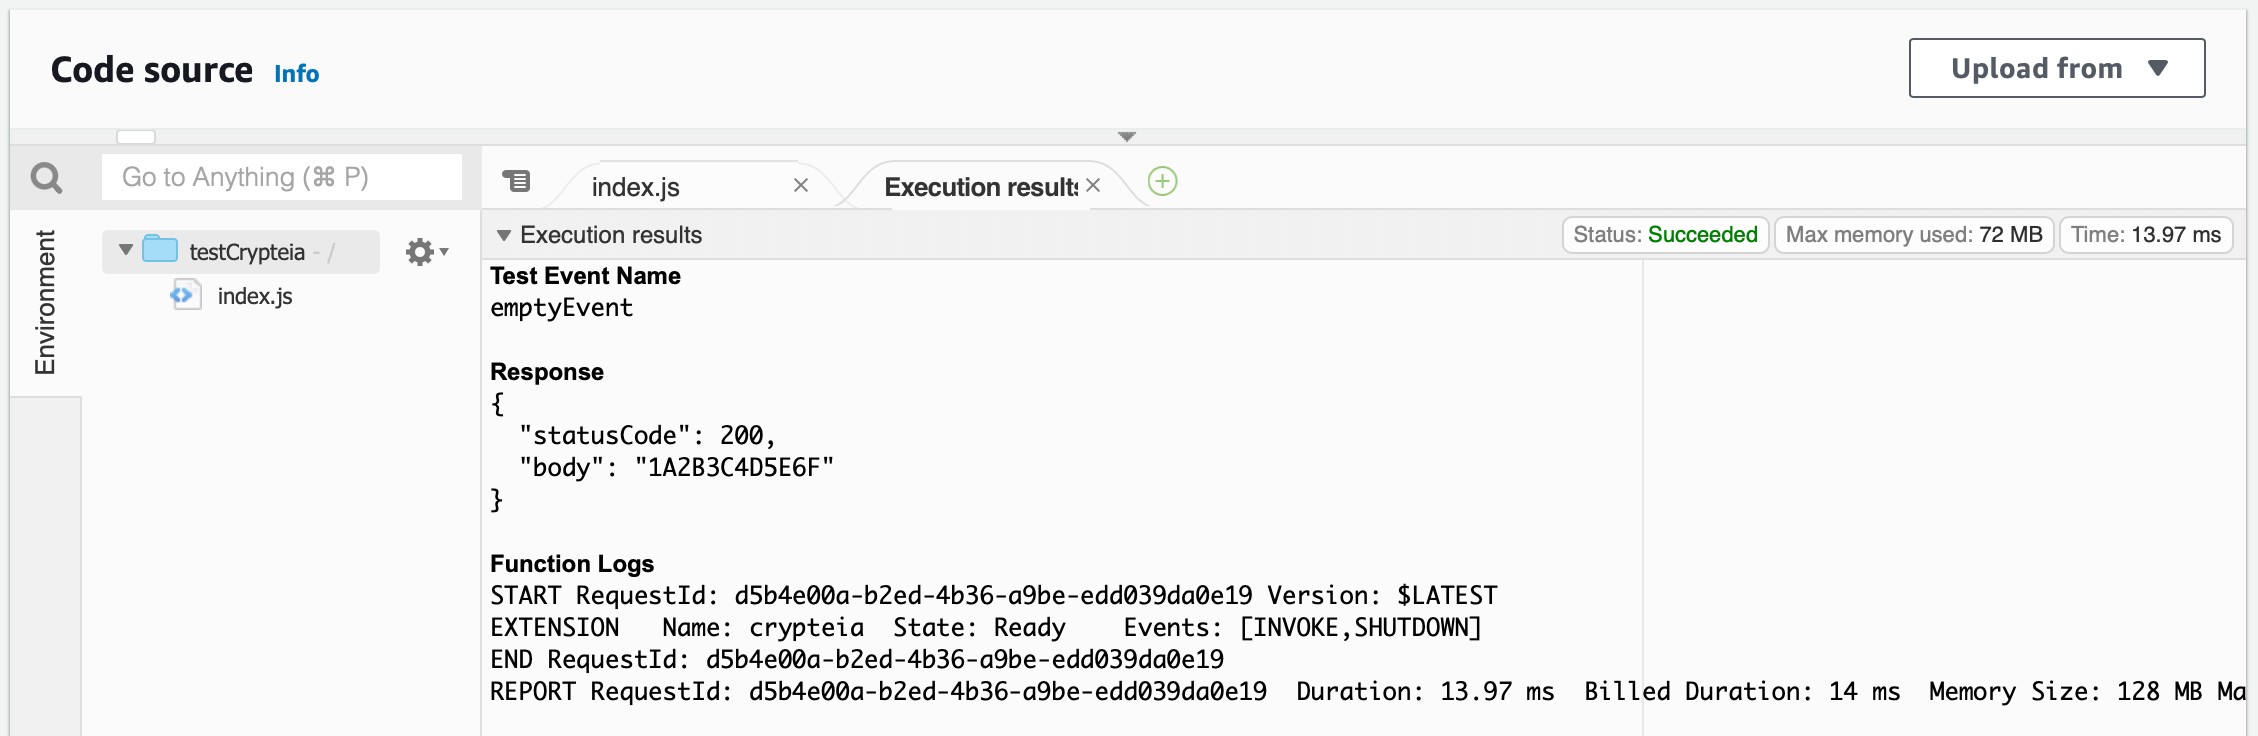 Code source Info
Upload from
Go to Anything (⌘ P)
index.js
Execution results
Environment
testCrypteia - /
index.js
Execution results
Status: Succeeded
Max memory used: 72 MB
Time: 13.97 ms
Test Event Name
emptyEvent
Response
{
  "statusCode": 200,
  "body": "1A2B3C4D5E6F"
}
Function Logs
START RequestId: d5b4e00a-b2ed-4b36-a9be-edd039da0e19 Version: $LATEST
EXTENSION   Name: crypteia  State: Ready    Events: [INVOKE,SHUTDOWN]
END RequestId: d5b4e00a-b2ed-4b36-a9be-edd039da0e19
REPORT RequestId: d5b4e00a-b2ed-4b36-a9be-edd039da0e19  Duration: 13.97 ms  Billed Duration: 14 ms  Memory Size: 128 MB Ma